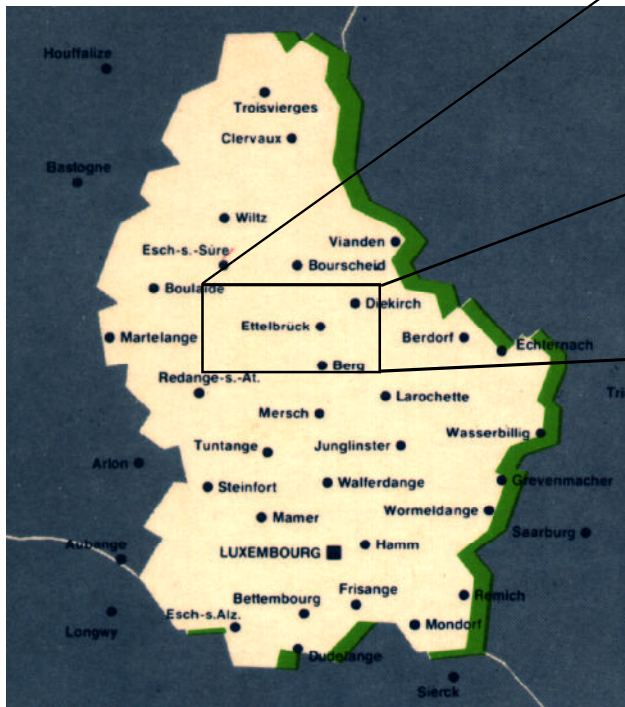 Houffalize
Troisvierges
Clervaux
Bastogne
Wiltz
Vianden
Esch-s.-Sûre
Bourscheid
Boulaide
Diekirch
Ettelbrück
Martelange
Berdorf
Echternach
Berg
Redange-s.-At.
Larochette
Tri
Mersch
Wasserbillig
Tuntange
Junglinster
Arlon
Steinfort
Walferdange
Grevenmacher
Mamer
Wormeldange
Saarburg
Aubange
LUXEMBOURG
Hamm
Frisange
Remich
Bettembourg
Esch-s.Alz.
Longwy
Mondorf
Dudelange
Sierck